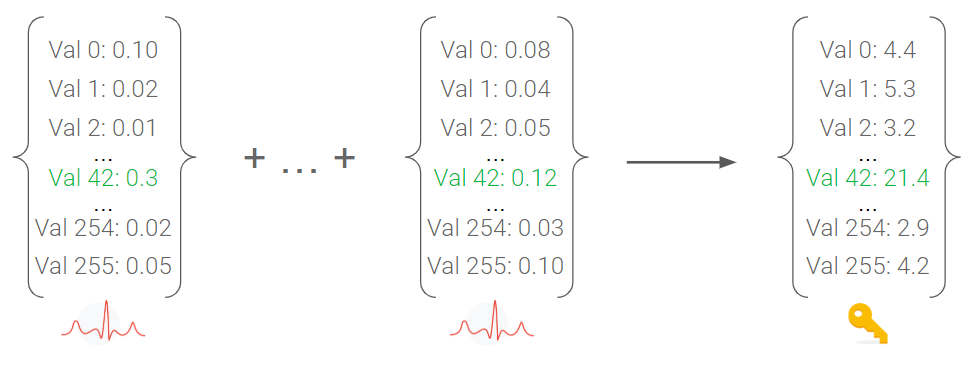 Val 0: 0.10
Val 1: 0.02
Val 2: 0.01
...
Val 42: 0.3
...
Val 254: 0.02
Val 255: 0.05
+ ... +
Val 0: 0.08
Val 1: 0.04
Val 2: 0.05
...
Val 42: 0.12
...
Val 254: 0.03
Val 255: 0.10
Val 0: 4.4
Val 1: 5.3
Val 2: 3.2
...
Val 42: 21.4
...
Val 254: 2.9
Val 255: 4.2